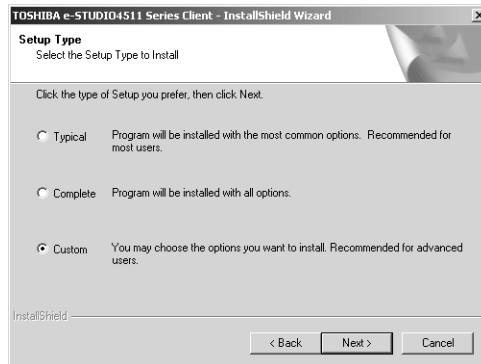 TOSHIBA e-STUDIO4511 Series Client - InstallShield Wizard
Setup Type
Select the Setup Type to Install
Click the type of Setup you prefer, then click Next.
Typical Program will be installed with the most common options. Recommended for
most users.
Complete Program will be installed with all options.
Custom You may choose the options you want to install. Recommended for advanced
users.
InstallShield
< Back Next > Cancel